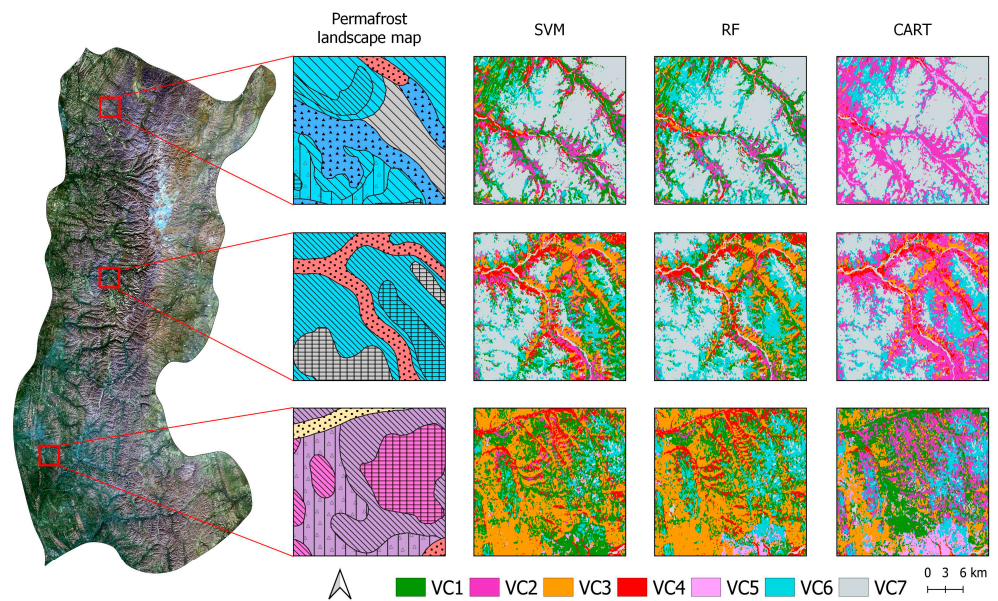 Permafrost
landscape map
SVM
RF
CART
VC1 VC2 VC3 VC4 VC5 VC6 VC7
0 3 6 km